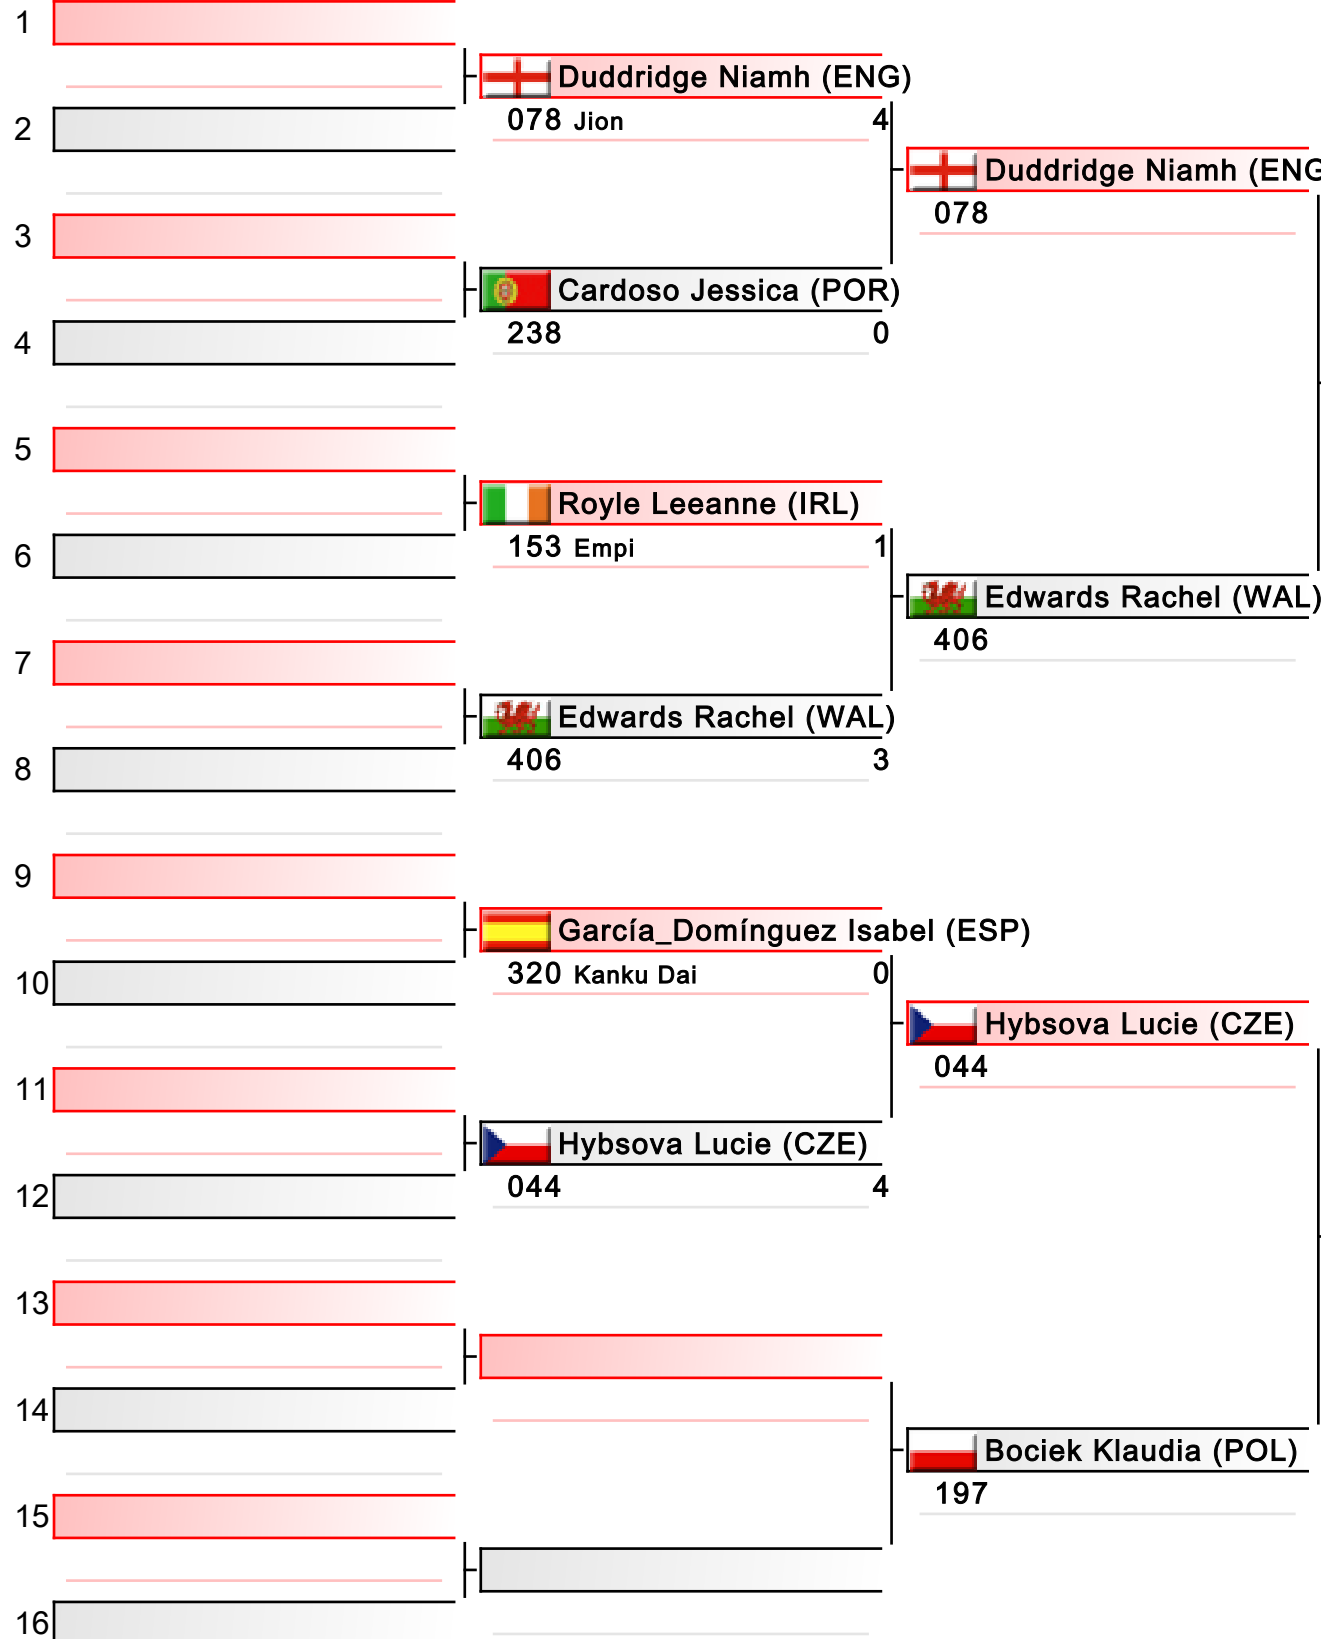 1
Duddridge Niamh (ENG)
078 Jion 4
2
Duddridge Niamh (ENG
078
3
Cardoso Jessica (POR)
238 0
4
5
Royle Leeanne (IRL)
153 Empi 1
6
Edwards Rachel (WAL)
406
7
Edwards Rachel (WAL)
406 3
8
9
García_Domínguez Isabel (ESP)
320 Kanku Dai 0
10
Hybsova Lucie (CZE)
044
11
Hybsova Lucie (CZE)
044 4
12
13
14
Bociek Klaudia (POL)
197
15
16